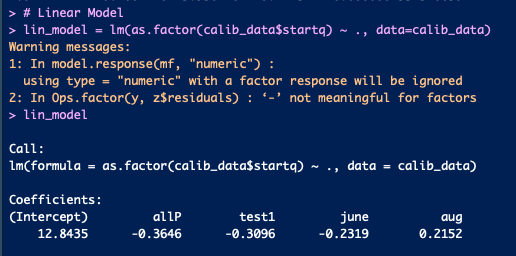 > # Linear Model
> lin_model = lm(as.factor(calib_data$startq) ~ ., data=calib_data)
Warning messages:
1: In model.response(mf, "numeric") :
  using type = "numeric" with a factor response will be ignored
2: In Ops.factor(y, z$residuals) : ‘-’ not meaningful for factors
> lin_model

Call:
lm(formula = as.factor(calib_data$startq) ~ ., data = calib_data)

Coefficients:
(Intercept)         allP        test1         june          aug
    12.8435      -0.3646      -0.3096      -0.2319       0.2152